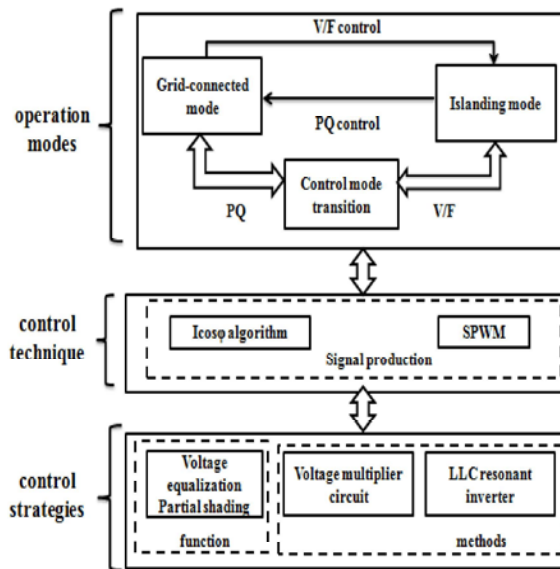 V/F control
Grid-connected
mode
Islanding mode
operation
modes
PQ control
Control mode
transition
PQ
V/F
control
technique
Icosφ algorithm
SPWM
Signal production
control
strategies
Voltage
equalization
Partial shading
function
Voltage multiplier
circuit
LLC resonant
inverter
methods